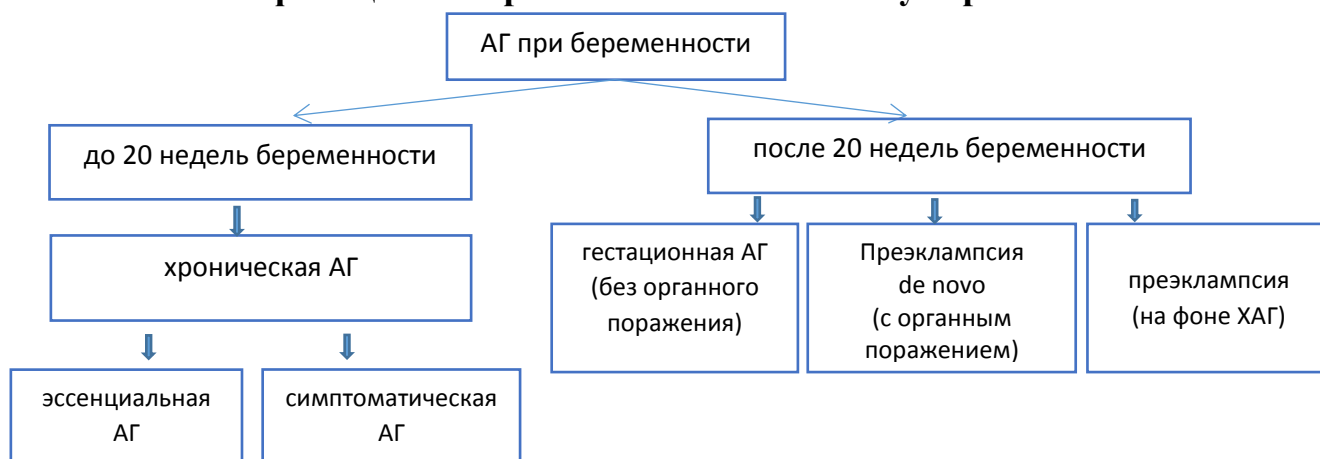 АГ при беременности
до 20 недель беременности
после 20 недель беременности
хроническая АГ
гестационная АГ
(без органного
поражения)
Преэклампсия
de novo
(с органным
поражением)
преэклампсия
(на фоне ХАГ)
эссенциальная
АГ
симптоматическая
АГ